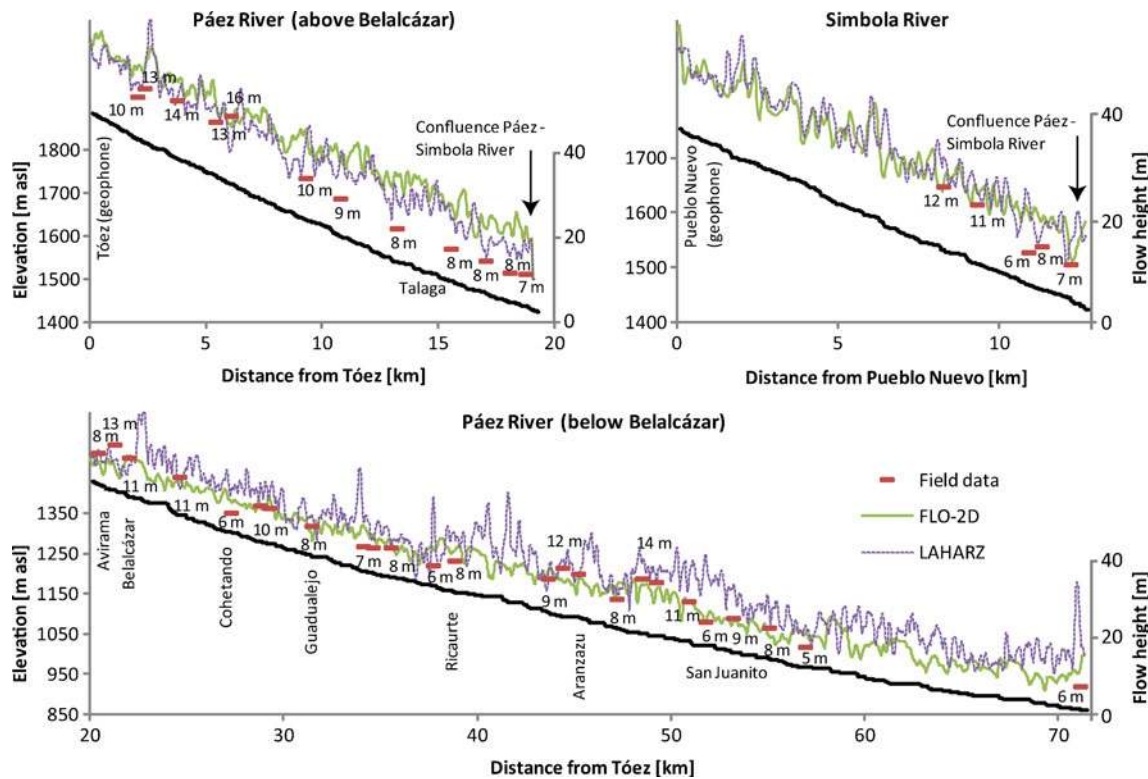 Páez River (above Belalcázar)
Elevation [m asl]
1800
1700
1600
1500
1400
13 m
10 m
14 m
16 m
13 m
10 m
9 m
8 m
8 m
8 m
8 m
7 m
Tóez (geophone)
Talaga
Confluence Páez -
Simbola River
40
20
0
0
5
10
15
20
Distance from Tóez [km]
Simbola River
1700
1600
1500
1400
Pueblo Nuevo
(geophone)
12 m
11 m
6 m
8 m
7 m
Confluence Páez -
Simbola River
40
20
0
Flow height [m]
0
5
10
Distance from Pueblo Nuevo [km]
Páez River (below Belalcázar)
Elevation [m asl]
1350
1250
1150
1050
950
850
13 m
8 m
11 m
11 m
6 m
10 m
8 m
7 m
8 m
6 m
8 m
9 m
12 m
8 m
14 m
11 m
6 m
9 m
8 m
5 m
6 m
Avirama
Belalcázar
Cohetando
Guadualejo
Ricaurte
Aranzazu
San Juanito
Field data
FLO-2D
LAHARZ
40
20
0
Flow height [m]
20
30
40
50
60
70
Distance from Tóez [km]